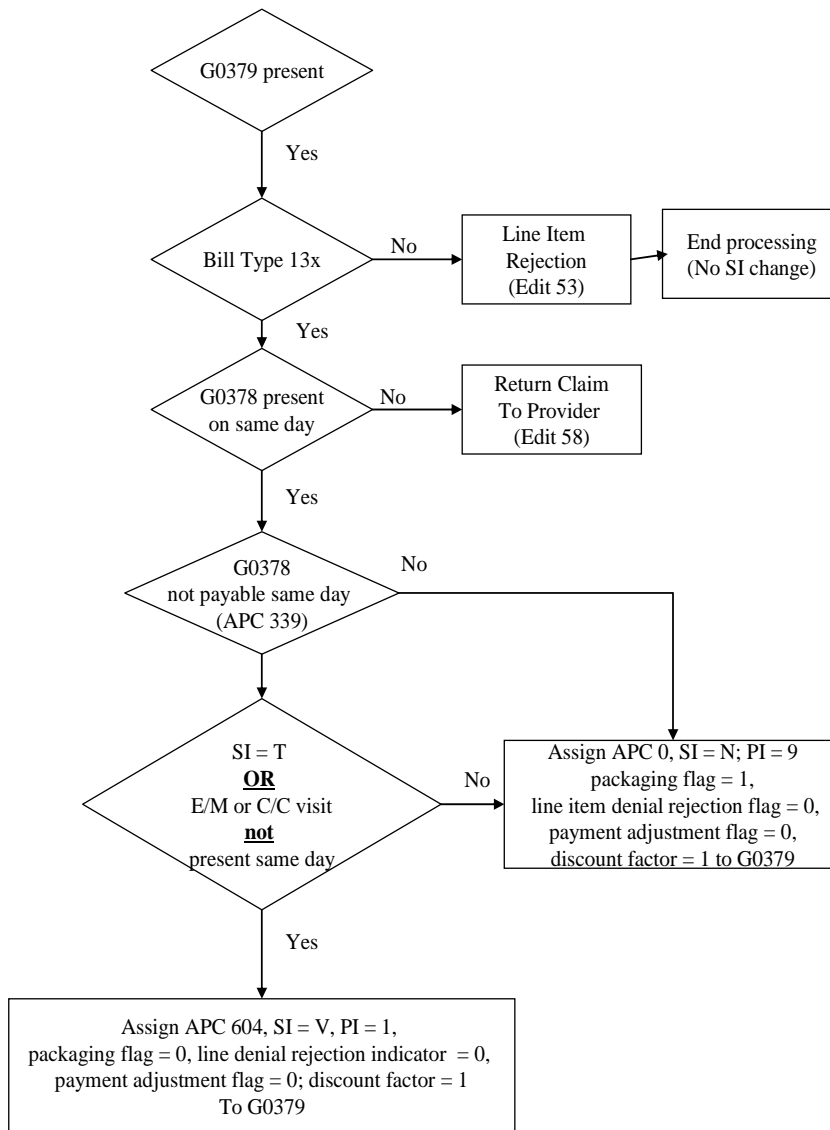 G0379 present
Yes
Bill Type 13x
No
Line Item
Rejection
(Edit 53)
End processing
(No SI change)
Yes
G0378 present
on same day
No
Return Claim
To Provider
(Edit 58)
Yes
G0378
not payable same day
(APC 339)
No
SI = T
OR
E/M or C/C visit
not
present same day
No
Assign APC 0, SI = N; PI = 9
packaging flag = 1,
line item denial rejection flag = 0,
payment adjustment flag = 0,
discount factor = 1 to G0379
Yes
Assign APC 604, SI = V, PI = 1,
packaging flag = 0, line denial rejection indicator = 0,
payment adjustment flag = 0; discount factor = 1
To G0379